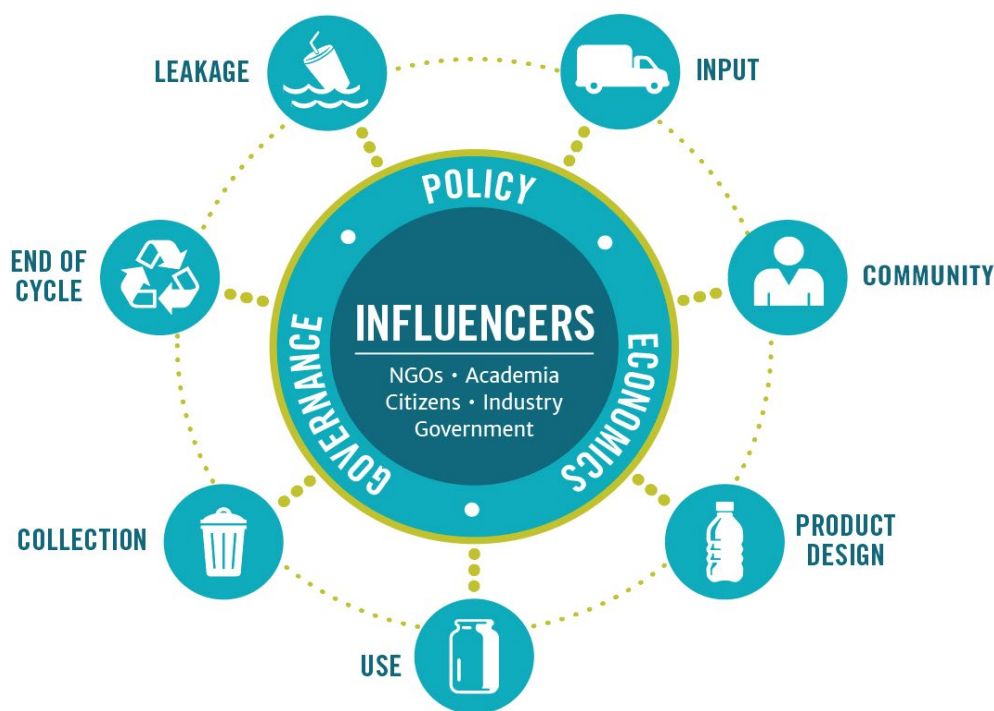 LEAKAGE
INPUT
POLICY
END OF
CYCLE
COMMUNITY
INFLUENCERS
NGOs • Academia
Citizens • Industry
Government
GOVERNANCE
ECONOMICS
COLLECTION
PRODUCT
DESIGN
USE